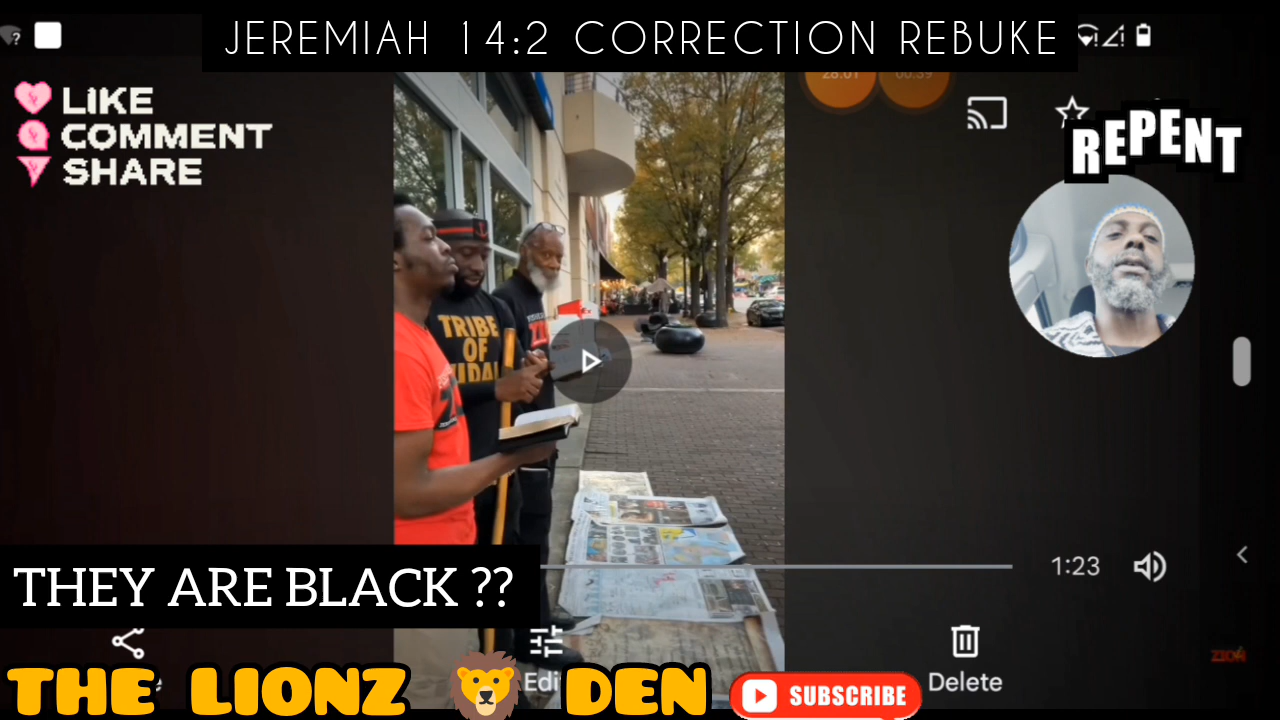 JEREMIAH 14:2 CORRECTION REBUKE
LIKE
COMMENT
SHARE
REPENT
TRIBE
OF
THEY ARE BLACK ??
1:23
Delete
THE LIONZ DEN
SUBSCRIBE